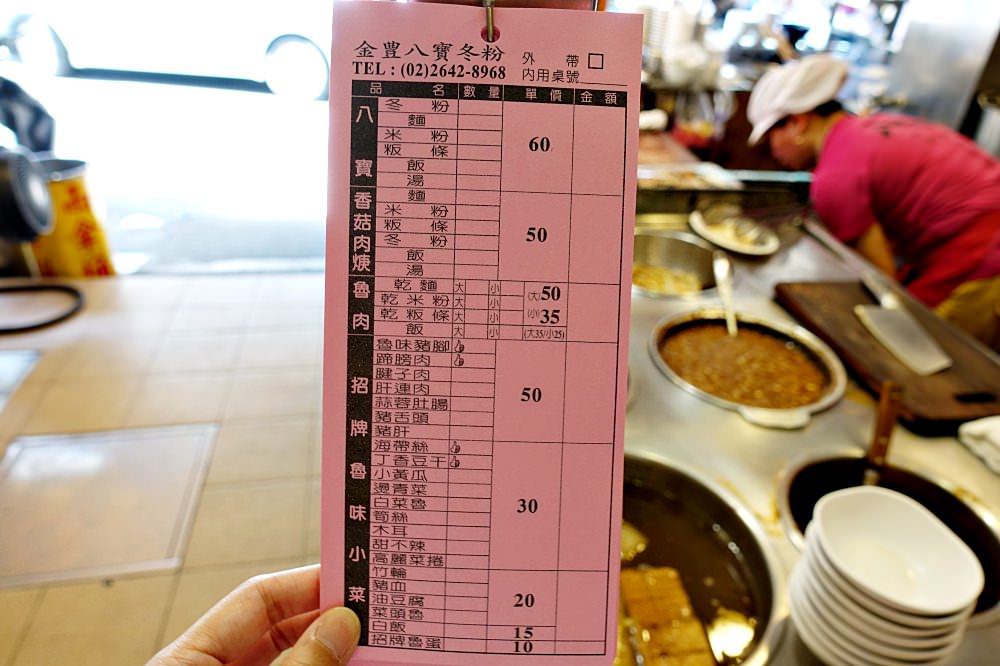 金豐八寶冬粉
TEL：(02)2642-8968
外 帶 □
內用桌號
品 名 數 量 單 價 金 額
八寶
冬 粉
麵
米 粉
粄 條
飯
湯
60
香菇肉焿
麵
米 粉
粄 條
冬 粉
飯
湯
50
魯肉
乾 麵 大 小
乾 米 粉 大 小
乾 粄 條 大 小
(大)50
(小)35
飯 大 小 (大35/小25)
招牌魯味小菜
魯味豬腳
蹄膀肉
腱子肉
肝連肉
蒜蓉肚腸
豬舌頭
豬肝
50
海帶絲
丁香豆干
小黃瓜
燙青菜
白菜魯
筍絲
木耳
甜不辣
高麗菜捲
30
竹輪
豬血
油豆腐
菜頭魯
20
白飯 15
招牌魯蛋 10